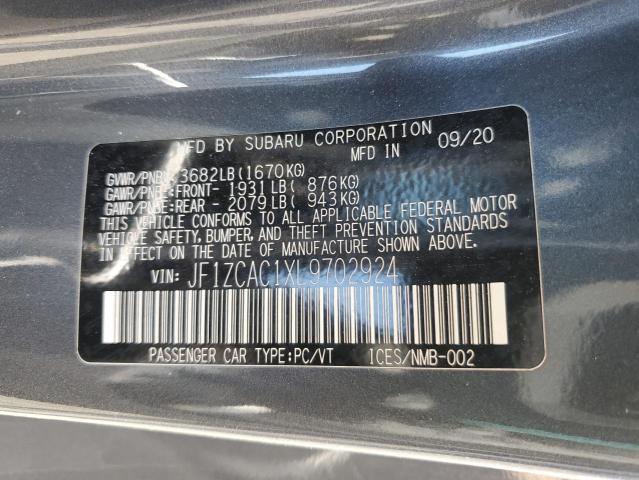 MFD BY SUBARU CORPORATION 09/20
GVWR/PNBV 3682LB(1670KG)
GAWR/PNBE:FRONT- 1931LB( 876KG)
GAWR/PNBE:REAR - 2079LB( 943KG)
THIS VEHICLE CONFORMS TO ALL APPLICABLE FEDERAL MOTOR
VEHICLE SAFETY, BUMPER, AND THEFT PREVENTION STANDARDS
IN EFFECT ON THE DATE OF MANUFACTURE SHOWN ABOVE.
VIN: JF1ZCAC1XL9702924
PASSENGER CAR TYPE:PC/VT ICES/NMB-002